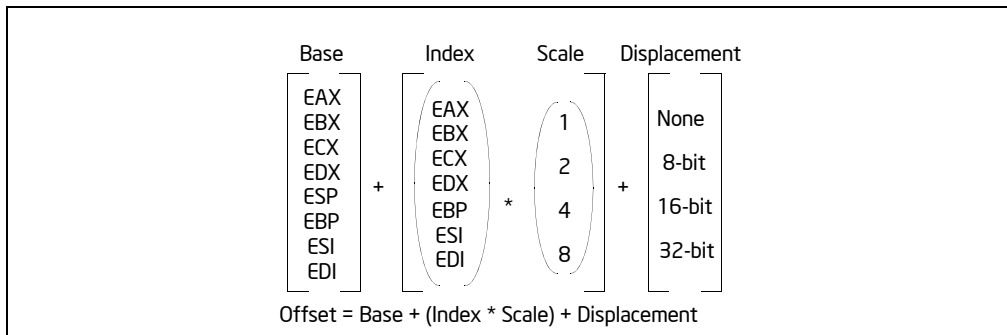 Base Index Scale Displacement
EAX
EBX
ECX
EDX
ESP
EBP
ESI
EDI
+
EAX
EBX
ECX
EDX
EBP
ESI
EDI
*
1
2
4
8
+
None
8-bit
16-bit
32-bit
Offset = Base + (Index * Scale) + Displacement